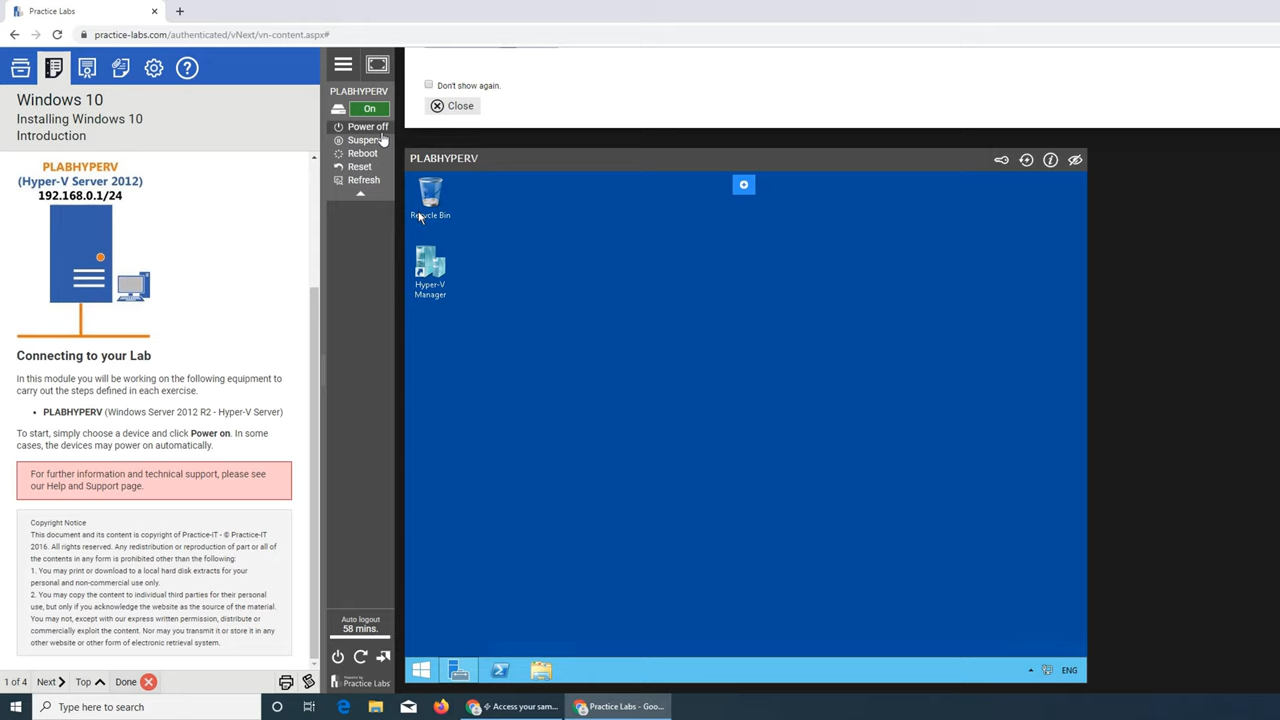 Practice Labs
practice-labs.com/authenticated/vNext/vn-content.aspx#
Windows 10
Installing Windows 10
Introduction
PLABHYPERV
(Hyper-V Server 2012)
192.168.0.1/24
Connecting to your Lab
In this module you will be working on the following equipment to
carry out the steps defined in each exercise.
• PLABHYPERV (Windows Server 2012 R2 - Hyper-V Server)
To start, simply choose a device and click Power on. In some
cases, the devices may power on automatically.
For further information and technical support, please see
our Help and Support page.
Copyright Notice
This document and its content is copyright of Practice-IT - © Practice-IT
2016. All rights reserved. Any redistribution or reproduction of part or all of
the contents in any form is prohibited other than the following:
1. You may print or download to a local hard disk extracts for your
personal and non-commercial use only.
2. You may copy the content to individual third parties for their personal
use, but only if you acknowledge the website as the source of the material.
You may not, except with our express written permission, distribute or
commercially exploit the content. Nor may you transmit it or store it in any
other website or other form of electronic retrieval system.
1 of 4
Next
Top
Done
PLABHYPERV
On
Power off
Suspend
Reboot
Reset
Refresh
Auto logout
58 mins.
Powered by
Practice Labs
Don't show again.
Close
PLABHYPERV
Recycle Bin
Hyper-V
Manager
ENG
Type here to search
Access your sam...
Practice Labs - Goo...